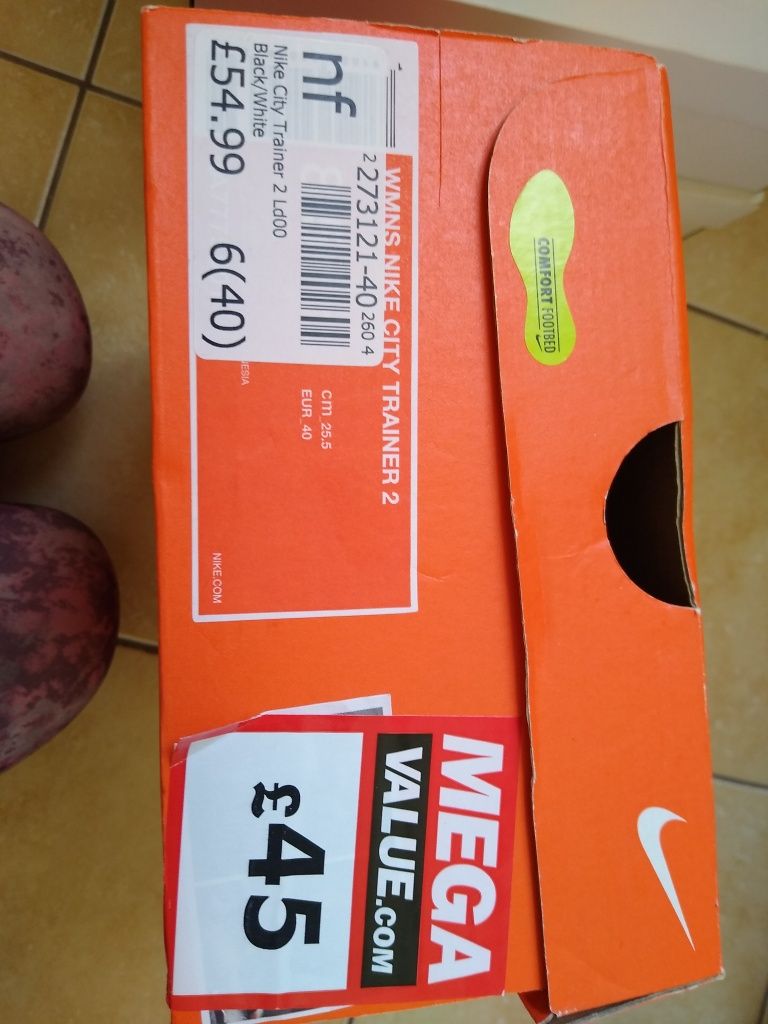 COMFORT FOOTBED
WMNS NIKE CITY TRAINER 2
2 273121-40 260 4
nf
Nike City Trainer 2 Ld00
Black/White
£54.99 6(40)
cm 25.5
EUR 40
NIKE.COM
MEGA
VALUE.COM
£45